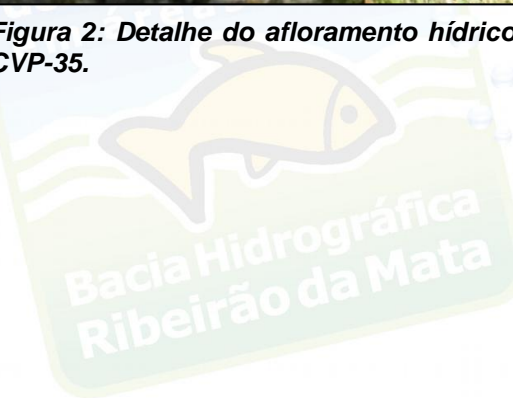 Figura 2: Detalhe do afloramento hídrico
CVP-35.
Bacia Hidrográfica
Ribeirão da Mata